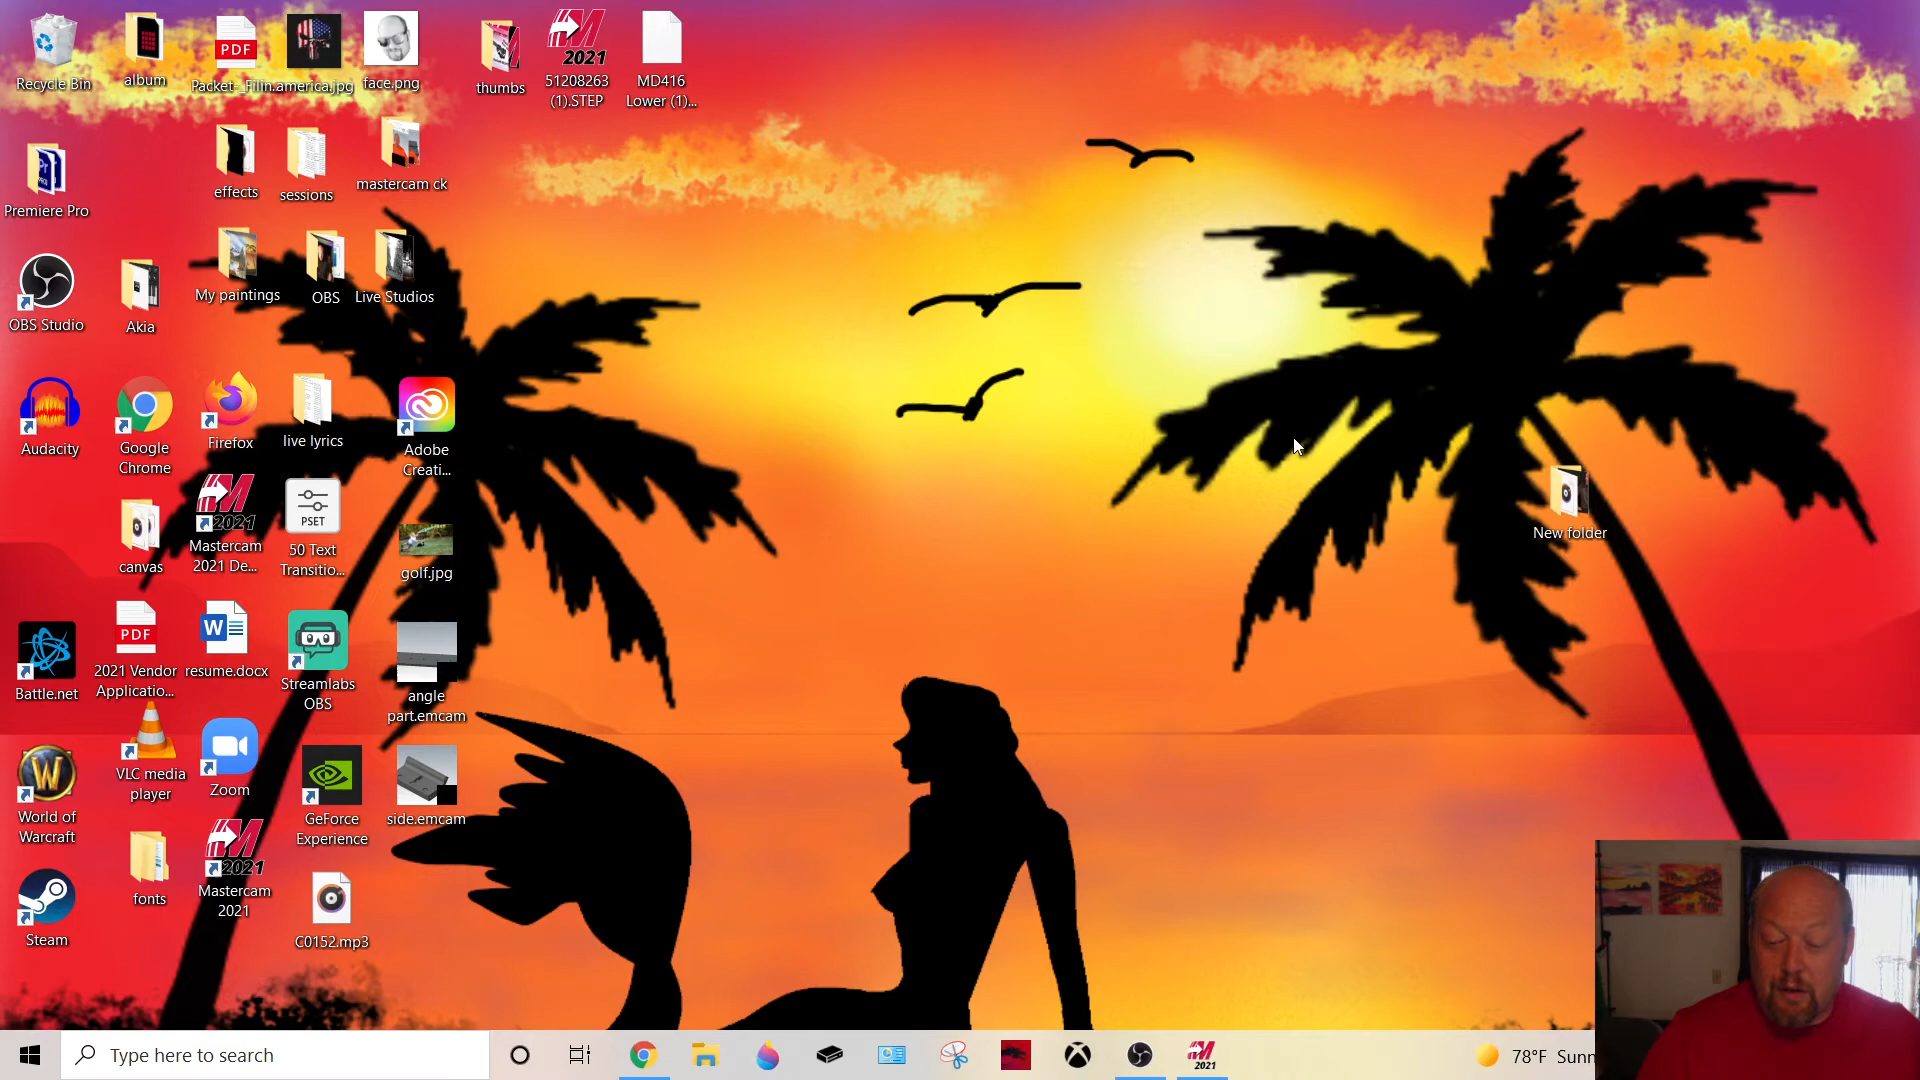 Recycle Bin
album
PDF
Packet-_Filin...
america.jpg
face.png
thumbs
2021
51208263
(1).STEP
MD416
Lower (1)...
Pr
Premiere Pro
effects
sessions
mastercam ck
OBS Studio
Akia
My paintings
OBS
Live Studios
Audacity
Google
Chrome
Firefox
live lyrics
Adobe
Creati...
canvas
2021
Mastercam
2021 De...
PSET
50 Text
Transitio...
golf.jpg
New folder
Battle.net
PDF
2021 Vendor
Applicatio...
W
resume.docx
Streamlabs
OBS
angle
part.emcam
World of
Warcraft
VLC media
player
Zoom
GeForce
Experience
side.emcam
Steam
fonts
2021
Mastercam
2021
C0152.mp3
Type here to search
2021
78°F Sunn